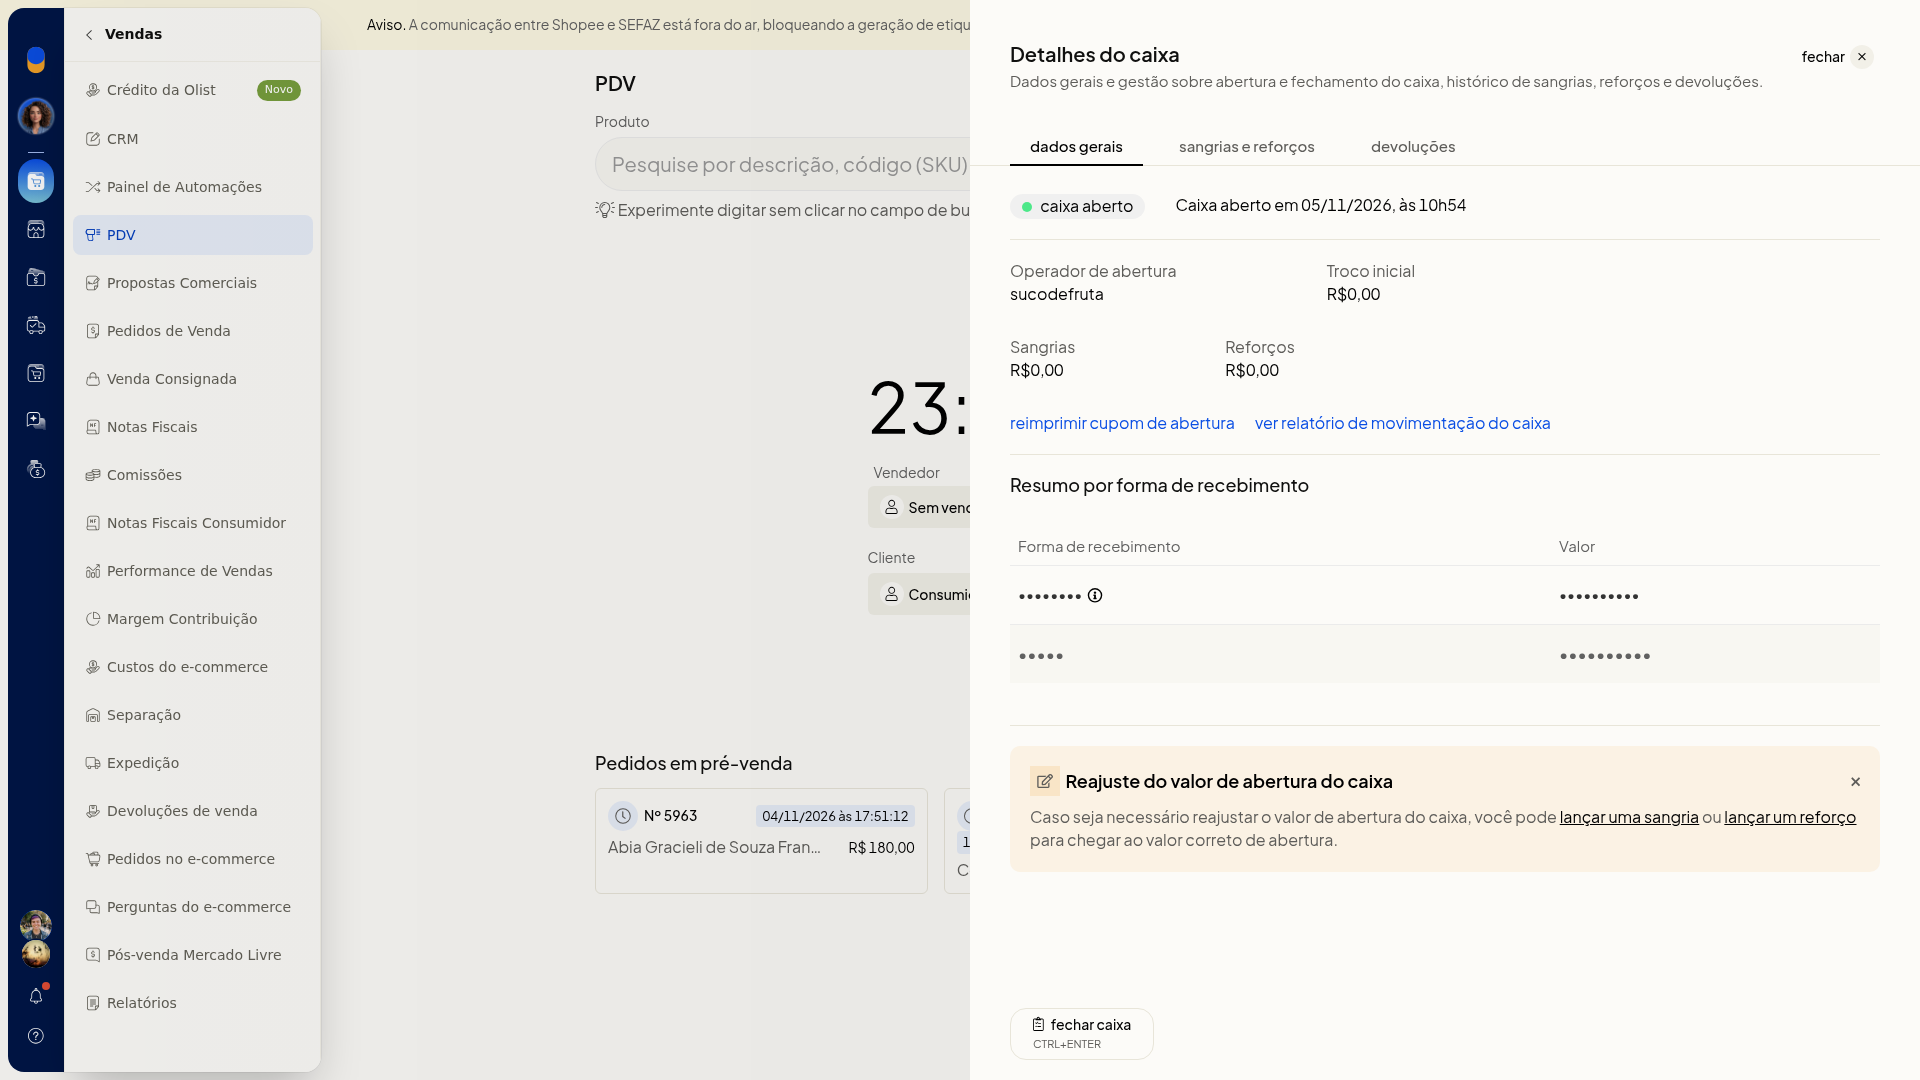 Vendas
Crédito da Olist
Novo
CRM
Painel de Automações
PDV
Propostas Comerciais
Pedidos de Venda
Venda Consignada
Notas Fiscais
Comissões
Notas Fiscais Consumidor
Performance de Vendas
Margem Contribuição
Custos do e-commerce
Separação
Expedição
Devoluções de venda
Pedidos no e-commerce
Perguntas do e-commerce
Pós-venda Mercado Livre
Relatórios
Aviso. A comunicação entre Shopee e SEFAZ está fora do ar, bloqueando a geração de
PDV
Produto
Pesquise por descrição, código (SKU)
Experimente digitar sem clicar no campo de
23:
Vendedor
Sem
Cliente
Pedidos em pré-venda
Nº 5963
04/11/2026 às 17:51:12
Abia Gracieli de Souza Fran...
R$ 180,00
Detalhes do caixa
fechar
Dados gerais e gestão sobre abertura e fechamento do caixa, histórico de sangrias, reforços e devoluções.
dados gerais
sangrias e reforços
devoluções
caixa aberto
Caixa aberto em 05/11/2026, às 10h54
Operador de abertura
Troco inicial
sucodefruta
R$0,00
Sangrias
Reforços
R$0,00
R$0,00
reimprimir cupom de abertura
ver relatório de movimentação do caixa
Resumo por forma de recebimento
Forma de recebimento
Valor
•••••••• 
••••••••••
•••••
••••••••••
Reajuste do valor de abertura do caixa
Caso seja necessário reajustar o valor de abertura do caixa, você pode lançar uma sangria ou lançar um reforço
para chegar ao valor correto de abertura.
fechar caixa
CTRL+ENTER